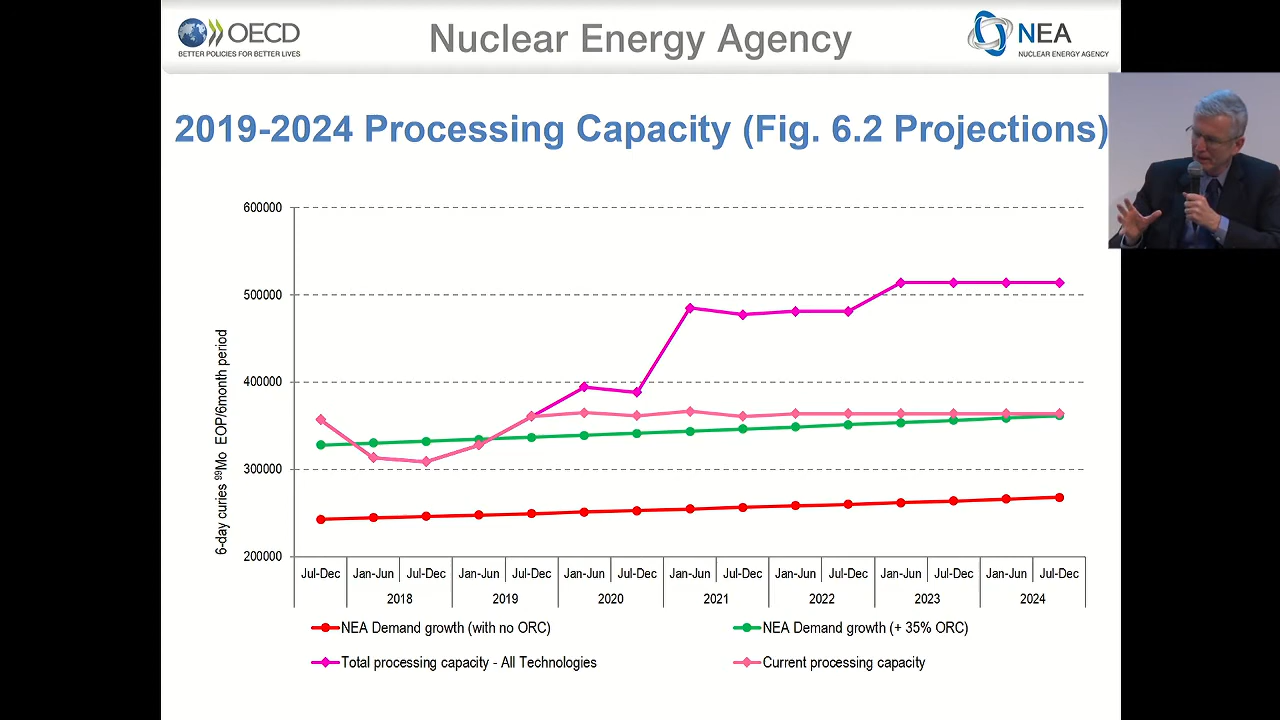 OECD
BETTER POLICIES FOR BETTER LIVES
Nuclear Energy Agency
NEA
NUCLEAR ENERGY AGENCY
2019-2024 Processing Capacity (Fig. 6.2 Projections)
600000
500000
400000
300000
200000
6-day curies ⁹⁹Mo EOP/6month period
Jul-Dec Jan-Jun Jul-Dec Jan-Jun Jul-Dec Jan-Jun Jul-Dec Jan-Jun Jul-Dec Jan-Jun Jul-Dec Jan-Jun Jul-Dec Jan-Jun Jul-Dec
2018 2019 2020 2021 2022 2023 2024
NEA Demand growth (with no ORC) NEA Demand growth (+ 35% ORC)
Total processing capacity - All Technologies Current processing capacity